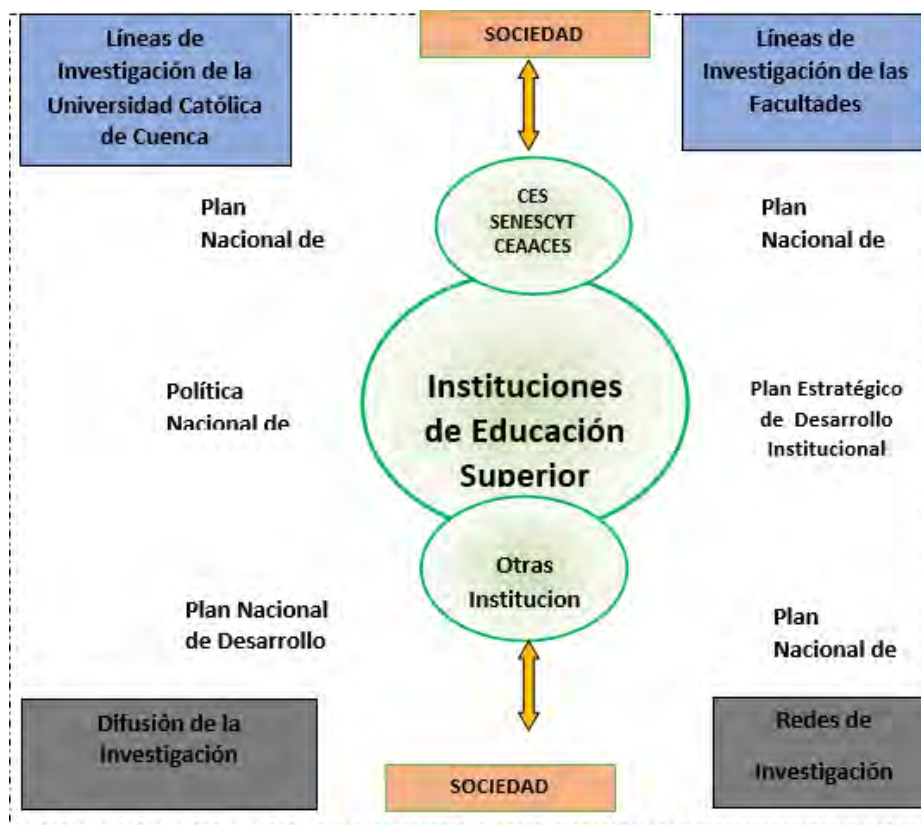 Líneas de
Investigación de la
Universidad Católica
de Cuenca
SOCIEDAD
Líneas de
Investigación de las
Facultades
CES
SENESCYT
CEAACES
Plan
Nacional de
Plan
Nacional de
Instituciones
de Educación
Superior
Política
Nacional de
Plan Estratégico
de Desarrollo
Institucional
Otras
Institucion
Plan Nacional
de Desarrollo
Plan
Nacional de
Difusión de la
Investigación
SOCIEDAD
Redes de
Investigación